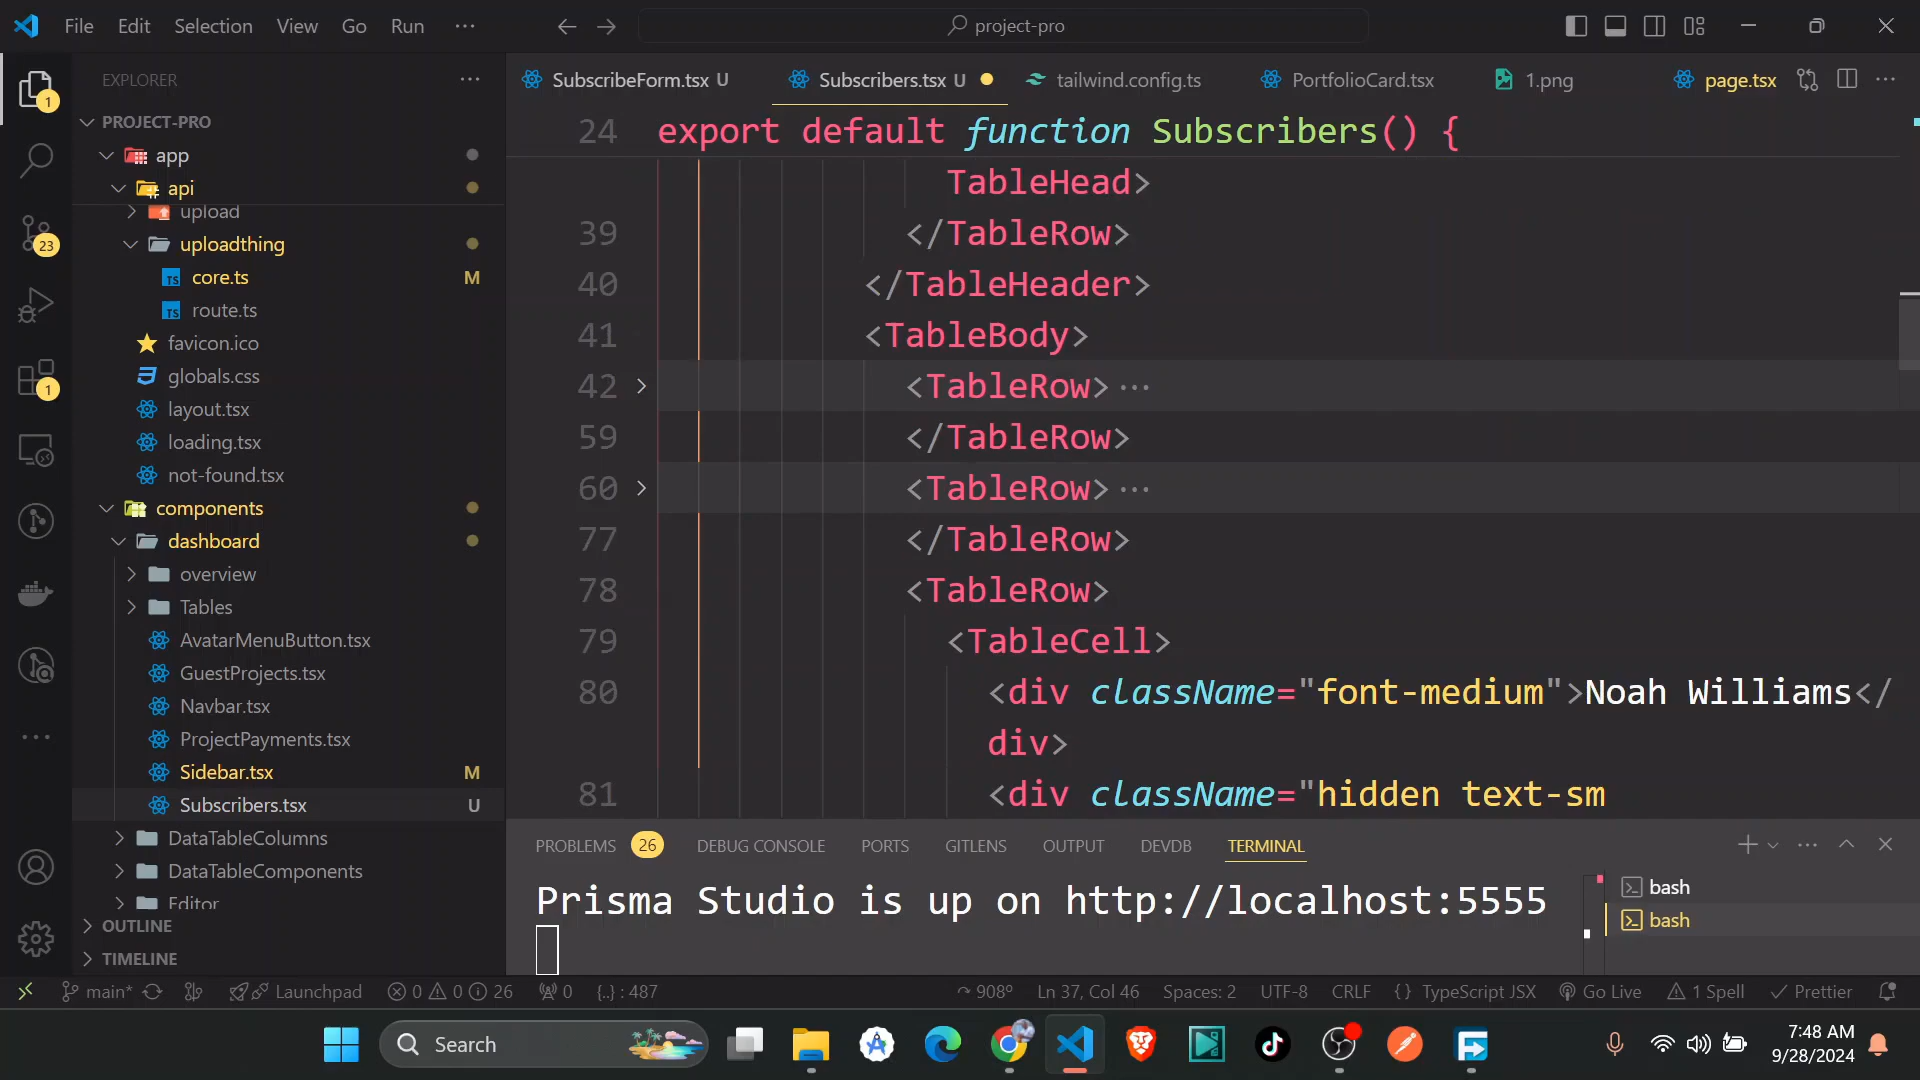 File Edit Selection View Go Run ···
project-pro
EXPLORER ···
SubscribeForm.tsx U
Subscribers.tsx U
tailwind.config.ts
PortfolioCard.tsx
1.png
page.tsx
PROJECT-PRO
app
api
upload
uploadthing
core.ts M
route.ts
favicon.ico
globals.css
layout.tsx
loading.tsx
not-found.tsx
components
dashboard
overview
Tables
AvatarMenuButton.tsx
GuestProjects.tsx
Navbar.tsx
ProjectPayments.tsx
Sidebar.tsx M
Subscribers.tsx U
DataTableColumns
DataTableComponents
Editor
OUTLINE
TIMELINE
1
23
1
24 export default function Subscribers() {
TableHead>
39 </TableRow>
40 </TableHeader>
41 <TableBody>
42 <TableRow> ···
59 </TableRow>
60 <TableRow> ···
77 </TableRow>
78 <TableRow>
79 <TableCell>
80 <div className="font-medium">Noah Williams</
div>
81 <div className="hidden text-sm
PROBLEMS 26 DEBUG CONSOLE PORTS GITLENS OUTPUT DEVDB TERMINAL
Prisma Studio is up on http://localhost:5555
bash
bash
main* Launchpad 0 0 26 0 {..} : 487 908° Ln 37, Col 46 Spaces: 2 UTF-8 CRLF {} TypeScript JSX Go Live 1 Spell Prettier
Search
7:48 AM
9/28/2024